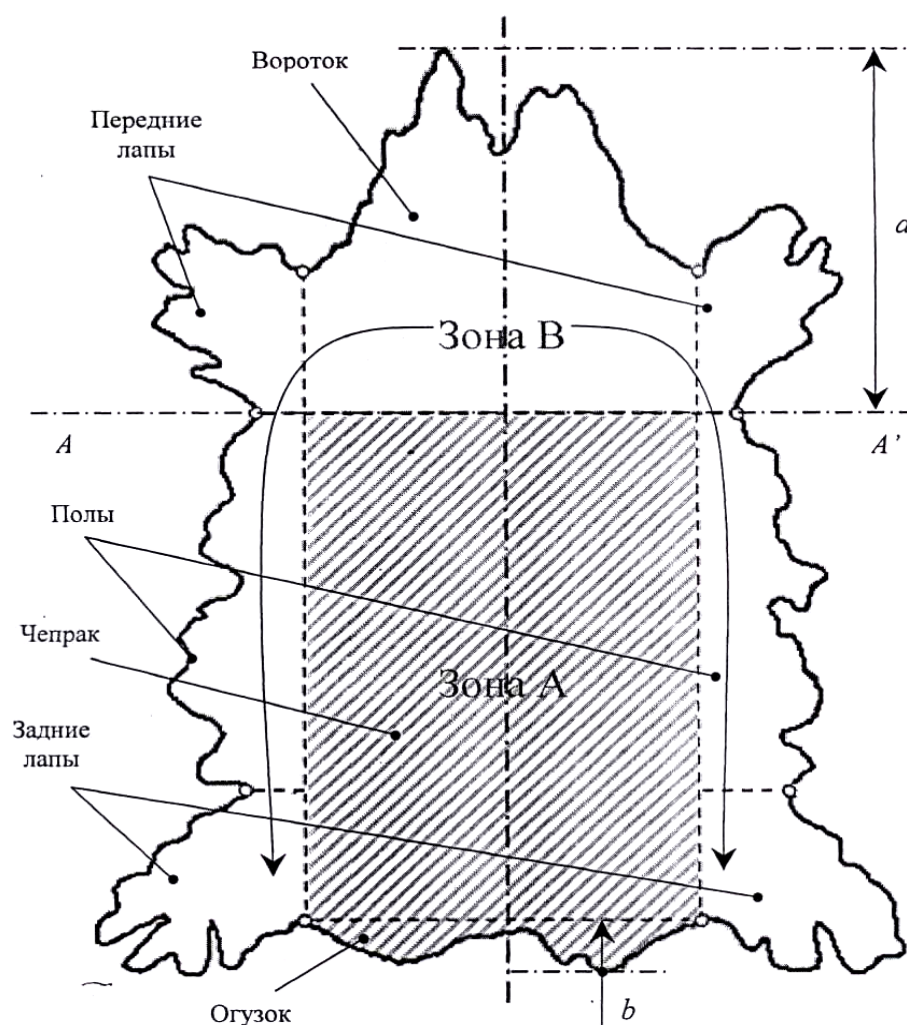 Вороток
Передние
лапы
a
Зона В
A
A’
Полы
Чепрак
Зона А
Задние
лапы
Огузок
b